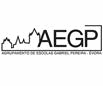 AEGP
AGRUPAMENTO DE ESCOLAS GABRIEL PEREIRA - ÉVORA